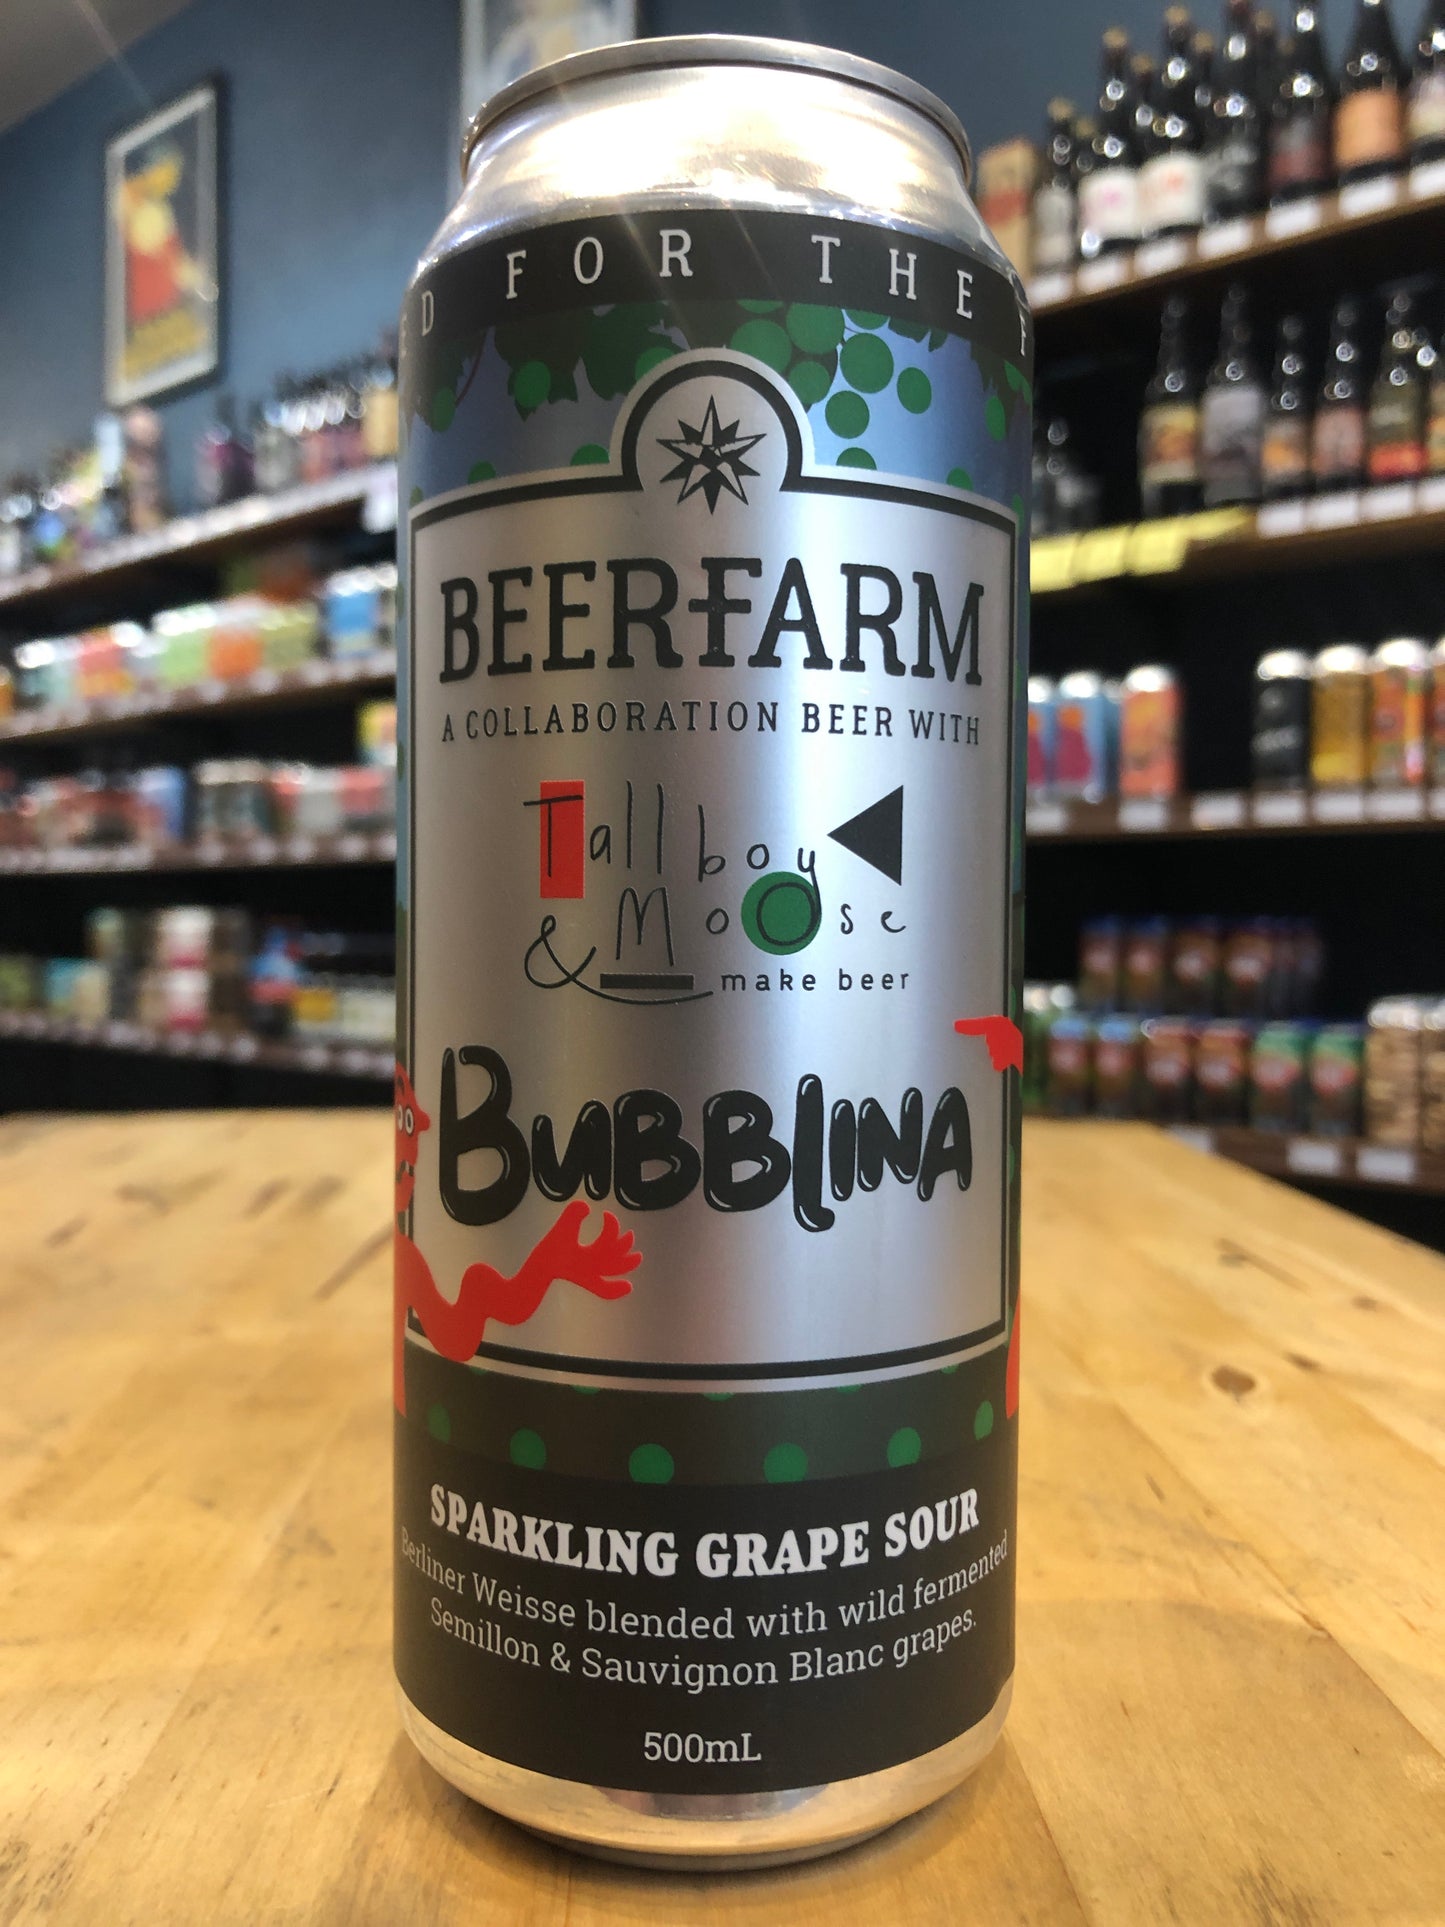 FOR THE
BEERFARM
A COLLABORATION BEER WITH
Tallboy
& Moose
make beer
BUBBLINA
SPARKLING GRAPE SOUR
Berliner Weisse blended with wild fermented
Semillon & Sauvignon Blanc grapes.
500mL